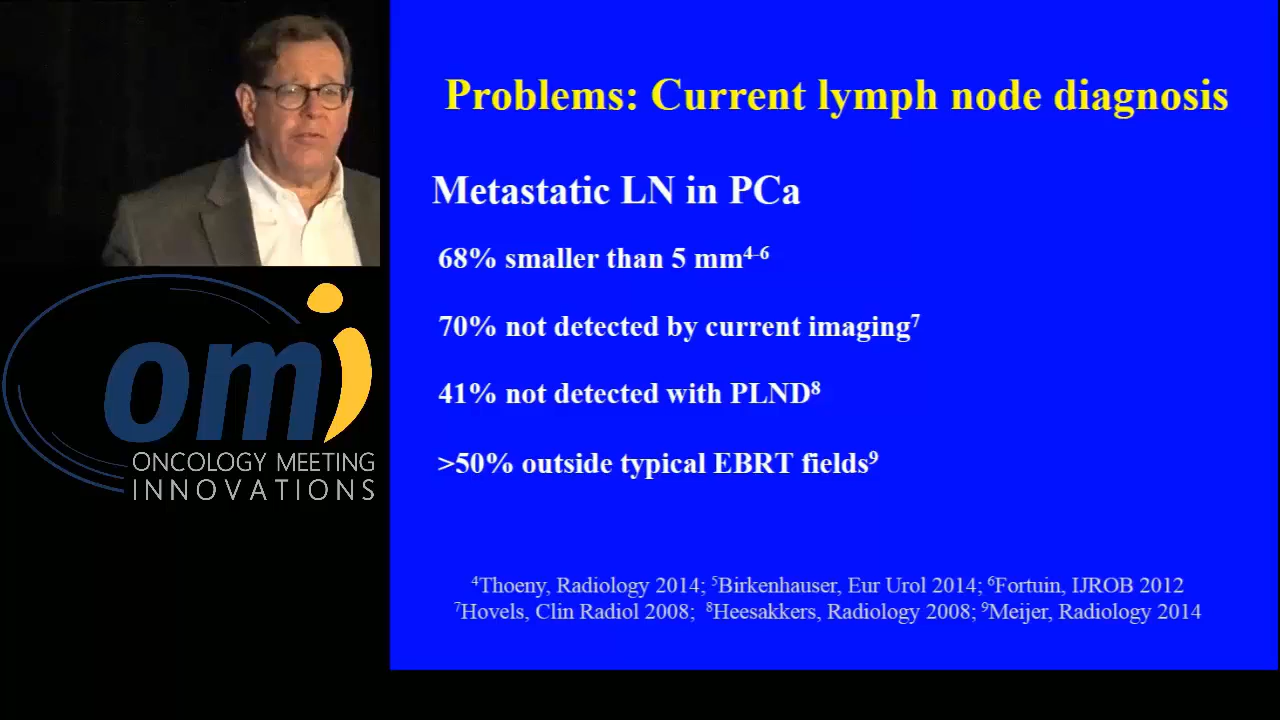 Problems: Current lymph node diagnosis
Metastatic LN in PCa
68% smaller than 5 mm⁴⁻⁶
70% not detected by current imaging⁷
41% not detected with PLND⁸
>50% outside typical EBRT fields⁹
⁴Thoeny, Radiology 2014; ⁵Birkenhauser, Eur Urol 2014; ⁶Fortuin, IJROB 2012
⁷Hovels, Clin Radiol 2008; ⁸Heesakkers, Radiology 2008; ⁹Meijer, Radiology 2014
omi
ONCOLOGY MEETING
INNOVATIONS